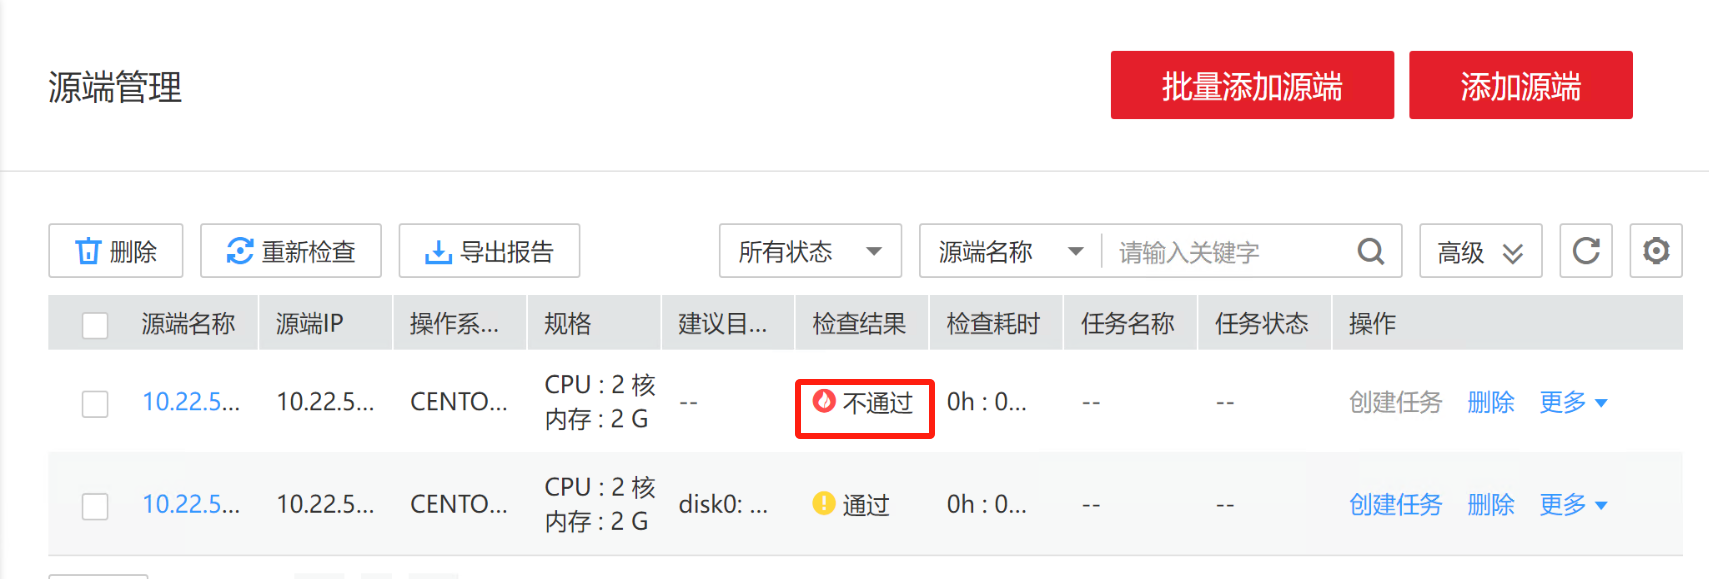 源端管理
批量添加源端
添加源端
删除
重新检查
导出报告
所有状态
源端名称
请输入关键字
高级
源端名称 源端IP 操作系... 规格 建议目... 检查结果 检查耗时 任务名称 任务状态 操作
10.22.5... 10.22.5... CENTO... CPU : 2 核 -- 不通过 0h : 0... -- -- 创建任务 删除 更多
内存 : 2 G
10.22.5... 10.22.5... CENTO... CPU : 2 核 disk0: ... 通过 0h : 0... -- -- 创建任务 删除 更多
内存 : 2 G